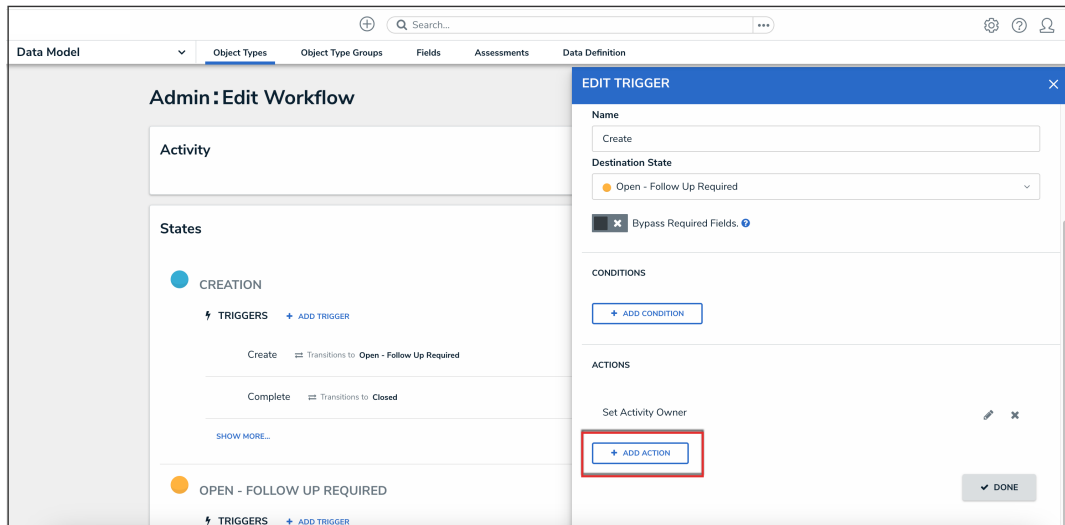 Search...
Data Model
Object Types
Object Type Groups
Fields
Assessments
Data Definition
Admin:Edit Workflow
Activity
States
CREATION
TRIGGERS + ADD TRIGGER
Create Transitions to Open - Follow Up Required
Complete Transitions to Closed
SHOW MORE...
OPEN - FOLLOW UP REQUIRED
TRIGGERS + ADD TRIGGER
EDIT TRIGGER
Name
Create
Destination State
Open - Follow Up Required
Bypass Required Fields.
CONDITIONS
+ ADD CONDITION
ACTIONS
Set Activity Owner
+ ADD ACTION
DONE